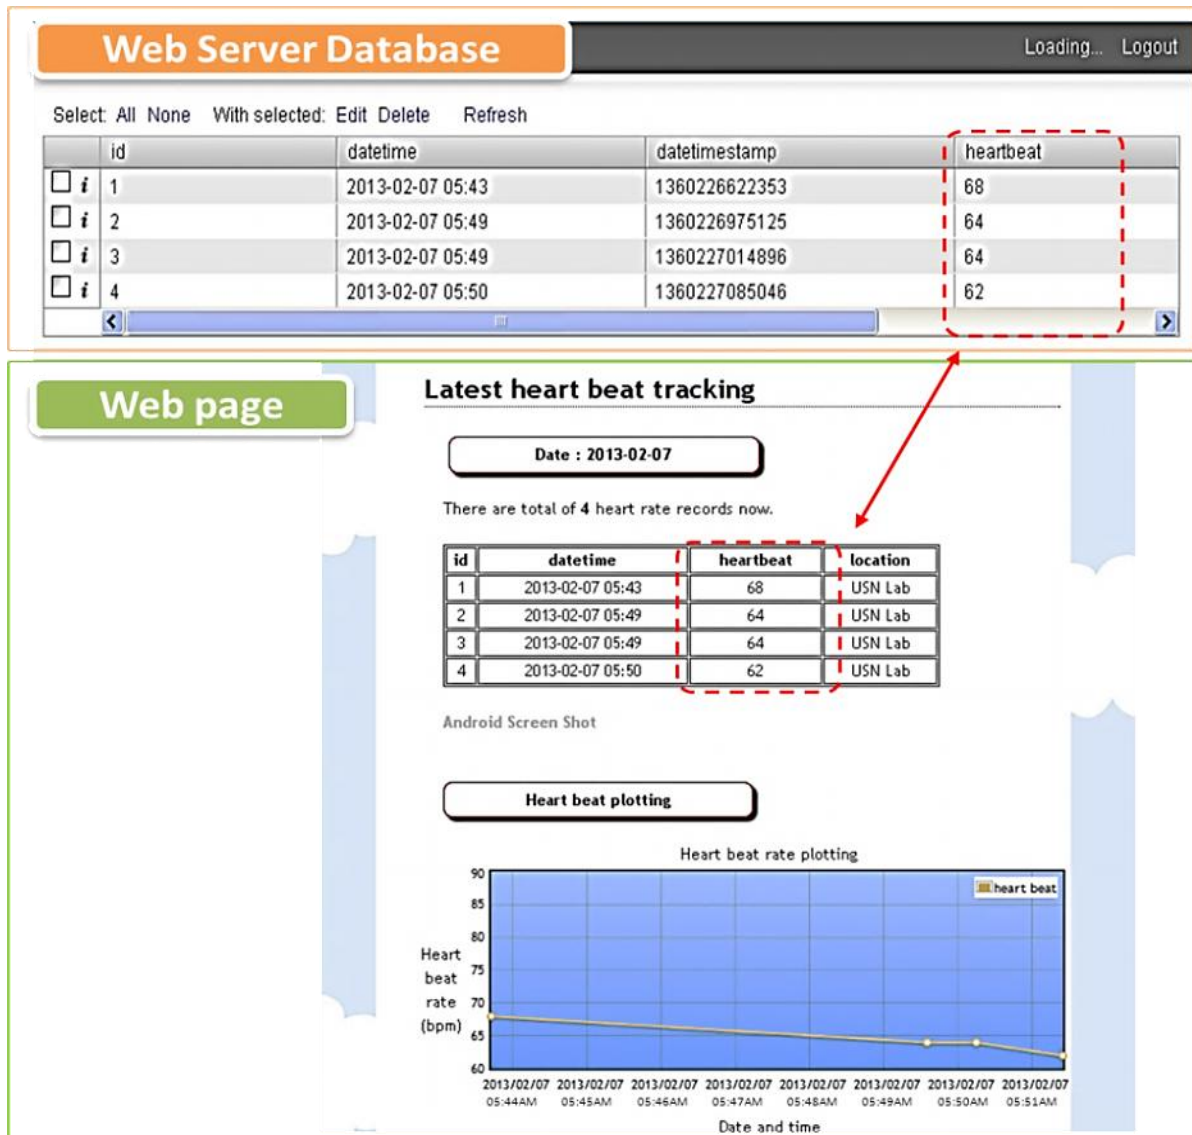 Web Server Database
Loading... Logout
Select: All None With selected: Edit Delete Refresh
id datetime datetimestamp heartbeat
i 1 2013-02-07 05:43 1360226622353 68
i 2 2013-02-07 05:49 1360226975125 64
i 3 2013-02-07 05:49 1360227014896 64
i 4 2013-02-07 05:50 1360227085046 62
Web page
Latest heart beat tracking
Date : 2013-02-07
There are total of 4 heart rate records now.
id datetime heartbeat location
1 2013-02-07 05:43 68 USN Lab
2 2013-02-07 05:49 64 USN Lab
3 2013-02-07 05:49 64 USN Lab
4 2013-02-07 05:50 62 USN Lab
Android Screen Shot
Heart beat plotting
Heart beat rate plotting
heart beat
90
85
80
75
70
65
60
Heart
beat
rate
(bpm)
2013/02/07 2013/02/07 2013/02/07 2013/02/07 2013/02/07 2013/02/07 2013/02/07 2013/02/07
05:44AM 05:45AM 05:46AM 05:47AM 05:48AM 05:49AM 05:50AM 05:51AM
Date and time